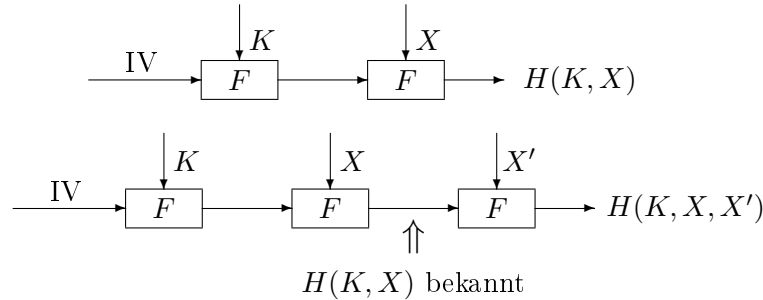 K X
IV F F H(K, X)
K X X′
IV F F F H(K, X, X′)
⇑
H(K, X) bekannt